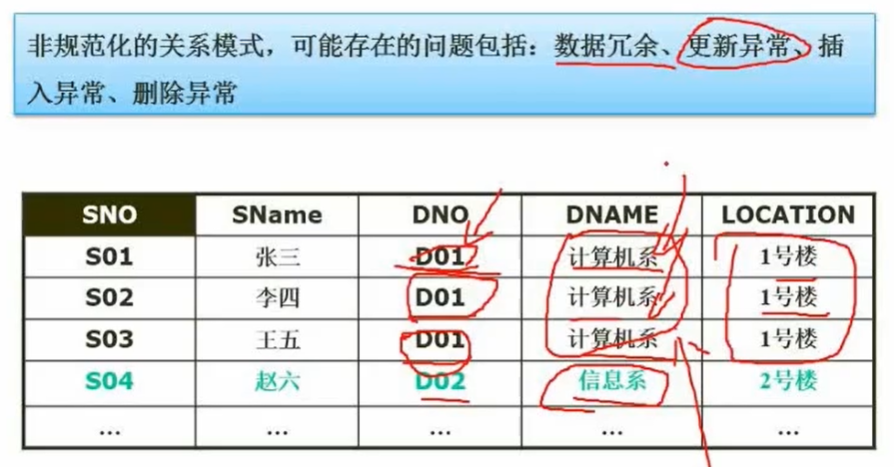 非规范化的关系模式，可能存在的问题包括：数据冗余、更新异常、插
入异常、删除异常
SNO SName DNO DNAME LOCATION
S01 张三 D01 计算机系 1号楼
S02 李四 D01 计算机系 1号楼
S03 王五 D01 计算机系 1号楼
S04 赵六 D02 信息系 2号楼
... ... ... ... ...